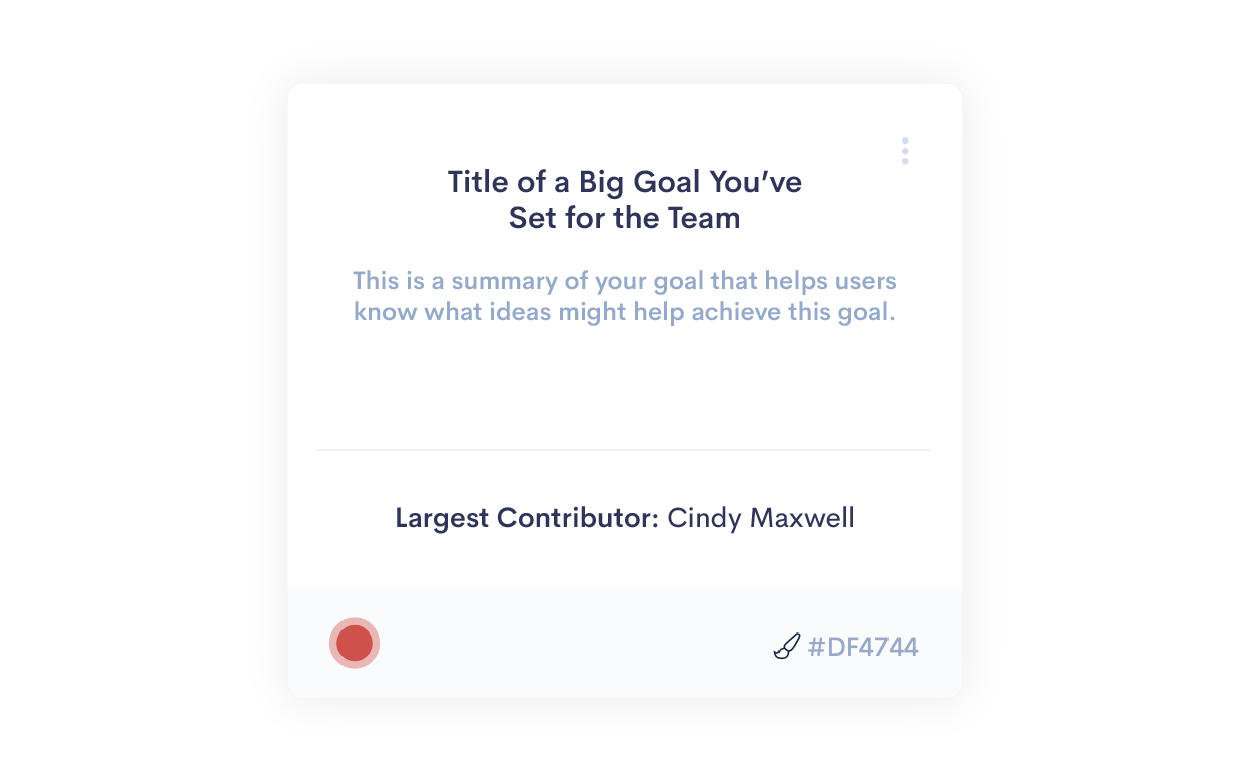 Title of a Big Goal You’ve
Set for the Team
This is a summary of your goal that helps users
know what ideas might help achieve this goal.
Largest Contributor: Cindy Maxwell
#DF4744